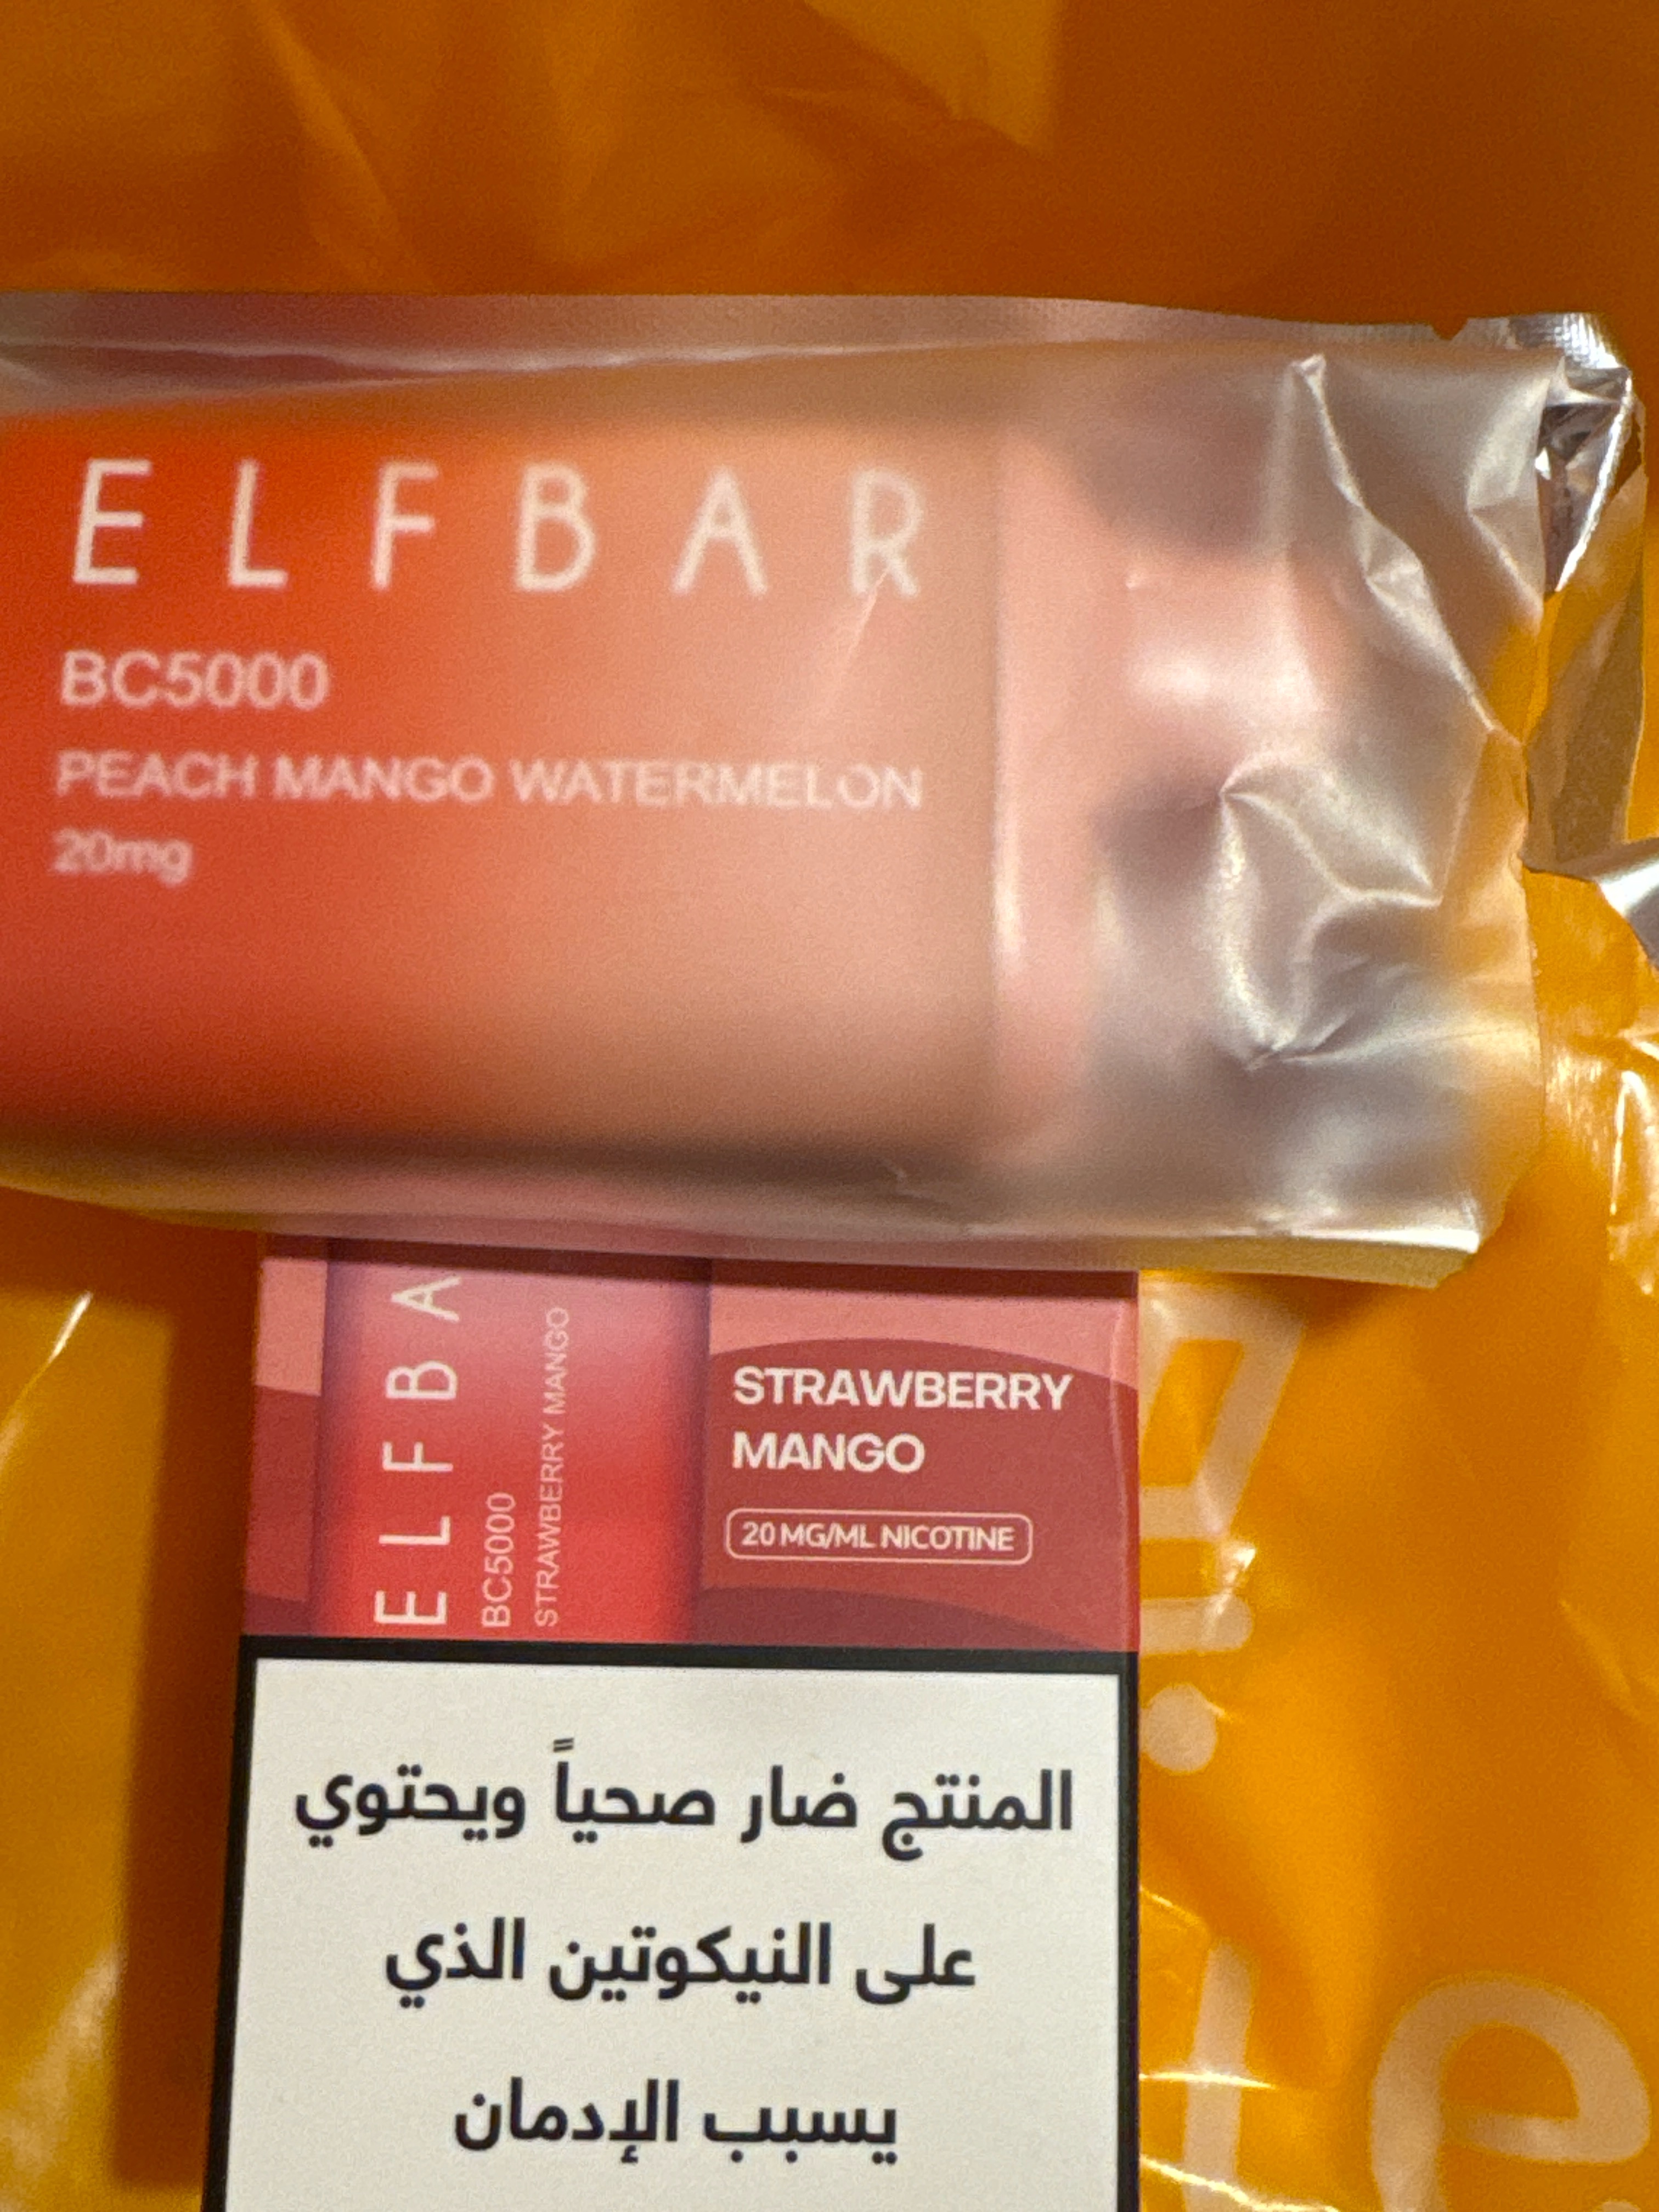 ELFBAR
BC5000
PEACH MANGO WATERMELON
20mg
ELFBA
BC5000
STRAWBERRY MANGO
STRAWBERRY
MANGO
20 MG/ML NICOTINE
المنتج ضار صحياً ويحتوي
على النيكوتين الذي
يسبب الإدمان